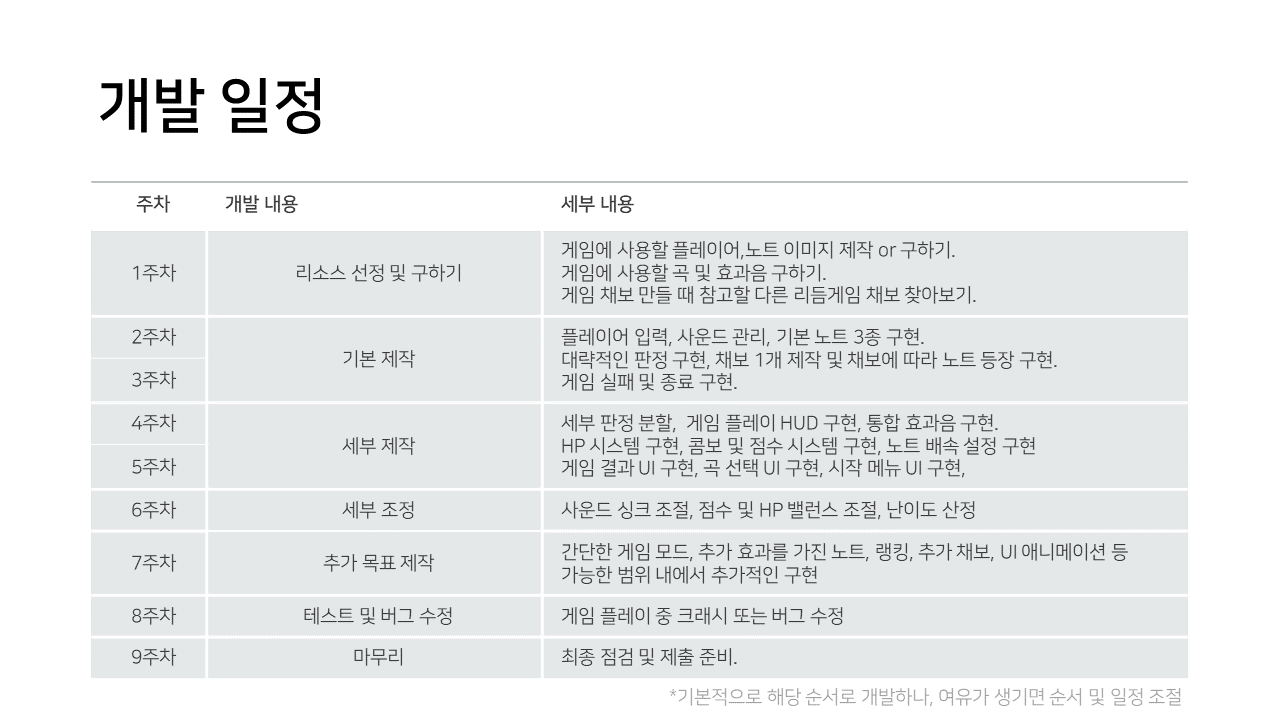 개발 일정
주차 개발 내용 세부 내용
1주차 리소스 선정 및 구하기
게임에 사용할 플레이어,노트 이미지 제작 or 구하기.
게임에 사용할 곡 및 효과음 구하기.
게임 채보 만들 때 참고할 다른 리듬게임 채보 찾아보기.
2주차
3주차
기본 제작
플레이어 입력, 사운드 관리, 기본 노트 3종 구현.
대략적인 판정 구현, 채보 1개 제작 및 채보에 따라 노트 등장 구현.
게임 실패 및 종료 구현.
4주차
5주차
세부 제작
세부 판정 분할, 게임 플레이 HUD 구현, 통합 효과음 구현.
HP 시스템 구현, 콤보 및 점수 시스템 구현, 노트 배속 설정 구현
게임 결과 UI 구현, 곡 선택 UI 구현, 시작 메뉴 UI 구현,
6주차 세부 조정 사운드 싱크 조절, 점수 및 HP 밸런스 조절, 난이도 산정
7주차 추가 목표 제작
간단한 게임 모드, 추가 효과를 가진 노트, 랭킹, 추가 채보, UI 애니메이션 등
가능한 범위 내에서 추가적인 구현
8주차 테스트 및 버그 수정 게임 플레이 중 크래시 또는 버그 수정
9주차 마무리 최종 점검 및 제출 준비.
*기본적으로 해당 순서로 개발하나, 여유가 생기면 순서 및 일정 조절